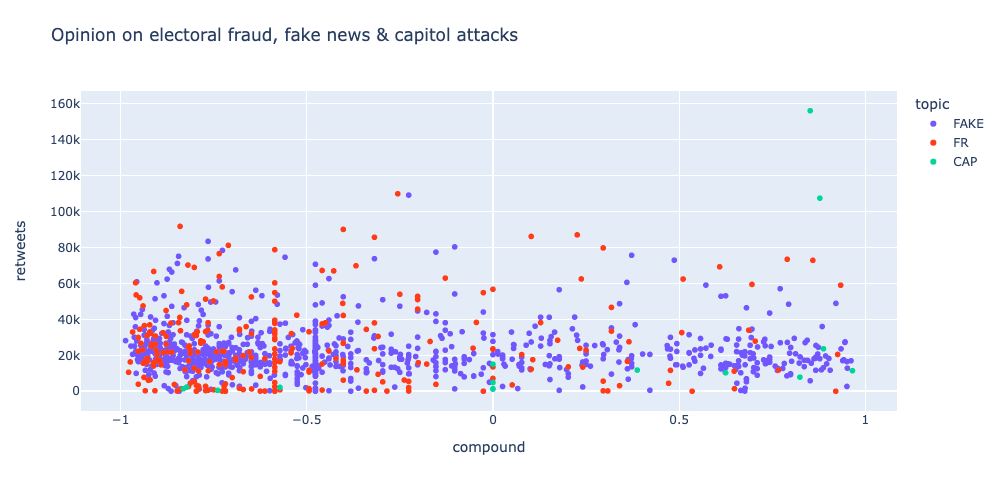 Opinion on electoral fraud, fake news & capitol attacks
topic
FAKE
FR
CAP
160k
140k
120k
100k
80k
60k
40k
20k
0
retweets
−1
−0.5
0
0.5
1
compound